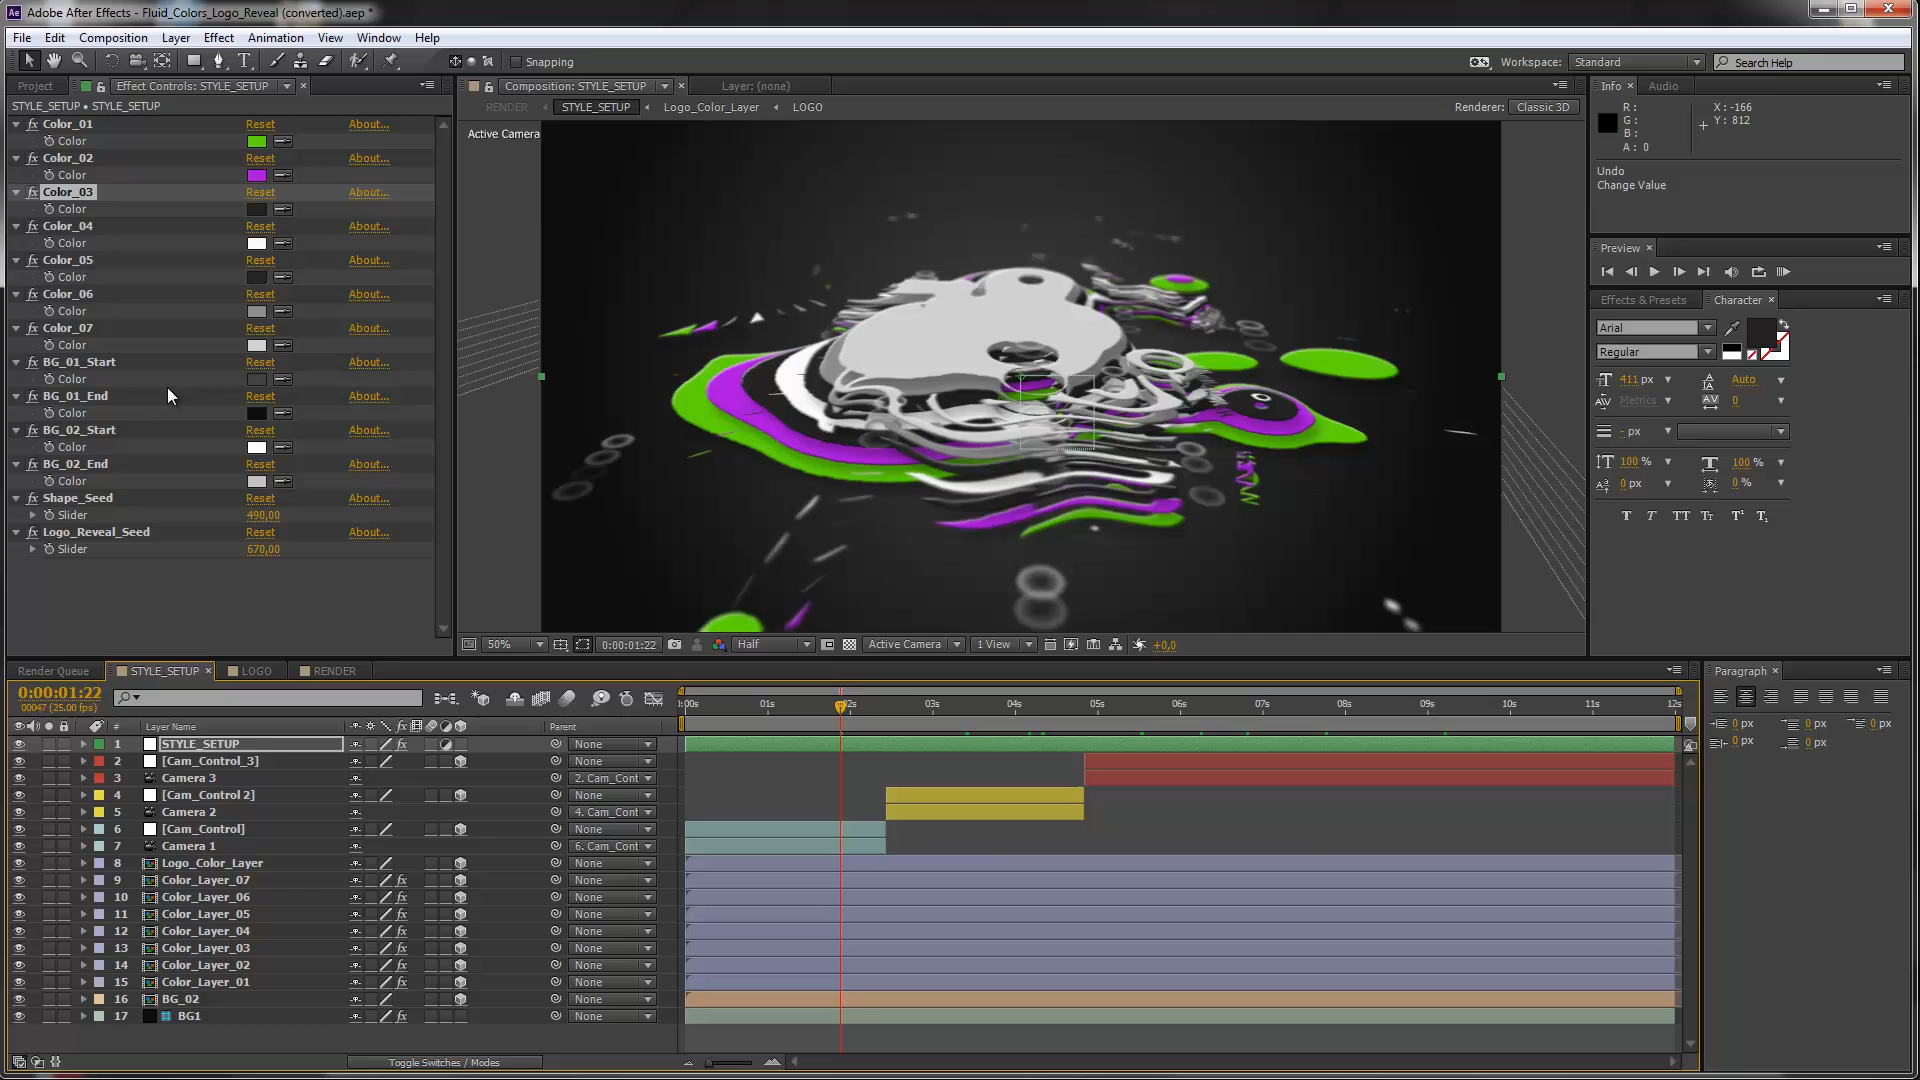 Adobe After Effects - Fluid_Colors_Logo_Reveal (converted).aep *
File Edit Composition Layer Effect Animation View Window Help
Snapping
Workspace: Standard
Search Help
Project
Effect Controls: STYLE_SETUP
STYLE_SETUP • STYLE_SETUP
Color_01 Reset About...
Color
Color_02 Reset About...
Color
Color_03 Reset About...
Color
Color_04 Reset About...
Color
Color_05 Reset About...
Color
Color_06 Reset About...
Color
Color_07 Reset About...
Color
BG_01_Start Reset About...
Color
BG_01_End Reset About...
Color
BG_02_Start Reset About...
Color
BG_02_End Reset About...
Color
Shape_Seed Reset About...
Slider 490,00
Logo_Reveal_Seed Reset About...
Slider 670,00
Composition: STYLE_SETUP
Layer: (none)
RENDER STYLE_SETUP Logo_Color_Layer LOGO
Renderer: Classic 3D
Active Camera
50% 0:00:01:22 Half Active Camera 1 View +0,0
Info Audio
R: X: -166
G: Y: 812
B:
A: 0
Undo
Change Value
Preview
Effects & Presets Character
Arial
Regular
411 px Auto
Metrics 0
- px
100 % 100 %
0 px 0 %
T T TT Tt T¹ T₁
Render Queue STYLE_SETUP LOGO RENDER
0:00:01:22
00047 (25.00 fps)
0:00s 01s 02s 03s 04s 05s 06s 07s 08s 09s 10s 11s 12s
# Layer Name Parent
1 STYLE_SETUP None
2 [Cam_Control_3] None
3 Camera 3 2. Cam_Cont
4 [Cam_Control 2] None
5 Camera 2 4. Cam_Cont
6 [Cam_Control] None
7 Camera 1 6. Cam_Cont
8 Logo_Color_Layer None
9 Color_Layer_07 None
10 Color_Layer_06 None
11 Color_Layer_05 None
12 Color_Layer_04 None
13 Color_Layer_03 None
14 Color_Layer_02 None
15 Color_Layer_01 None
16 BG_02 None
17 BG1 None
Toggle Switches / Modes
Paragraph
0 px 0 px 0 px
0 px 0 px